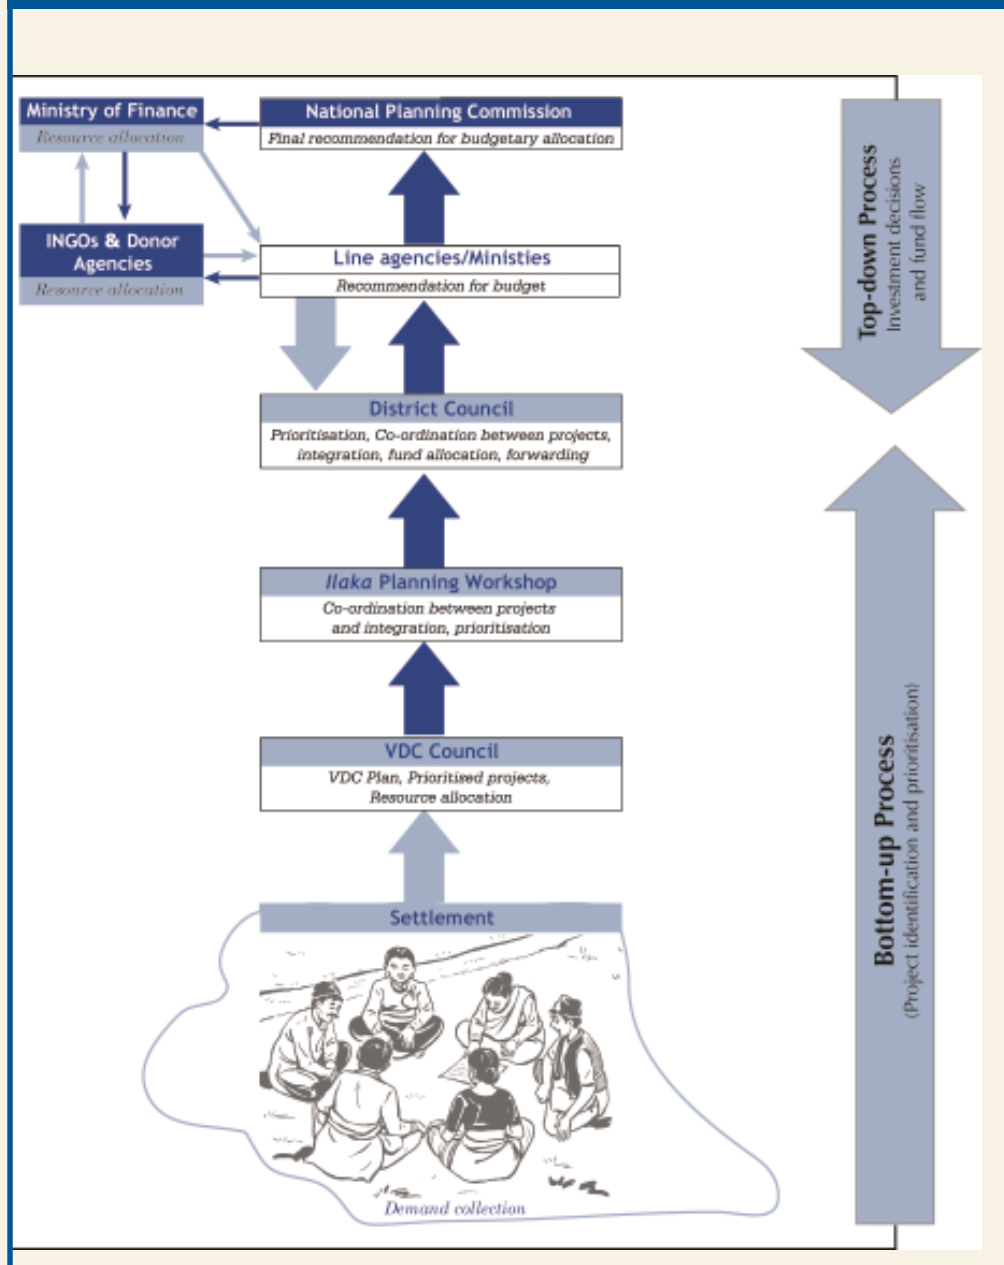 Ministry of Finance
Resource allocation
National Planning Commission
Final recommendation for budgetary allocation
INGOs & Donor
Agencies
Resource allocation
Line agencies/Ministies
Recommendation for budget
District Council
Prioritisation, Co-ordination between projects,
integration, fund allocation, forwarding
Ilaka Planning Workshop
Co-ordination between projects
and integration, prioritisation
VDC Council
VDC Plan, Prioritised projects,
Resource allocation
Settlement
Demand collection
Top-down Process
Investment decisions
and fund flow
Bottom-up Process
(Project identification and prioritisation)